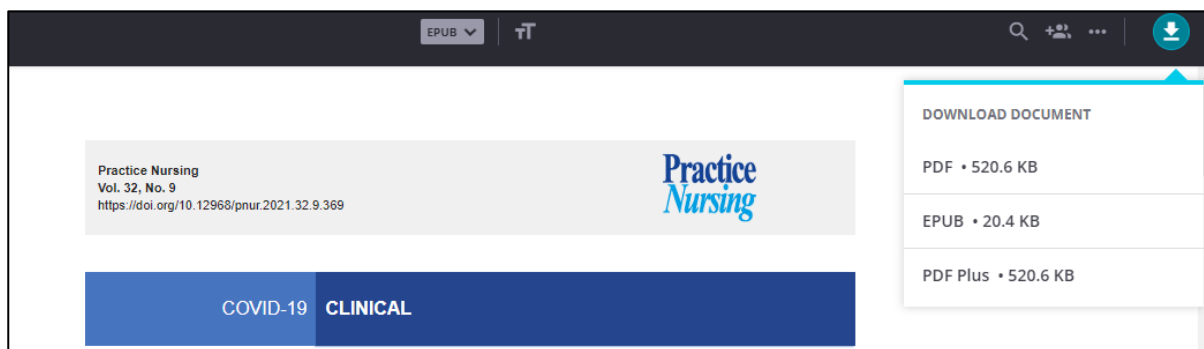 EPUB
тT
DOWNLOAD DOCUMENT
PDF • 520.6 KB
EPUB • 20.4 KB
PDF Plus • 520.6 KB
Practice Nursing
Vol. 32, No. 9
https://doi.org/10.12968/pnur.2021.32.9.369
Practice
Nursing
COVID-19 CLINICAL